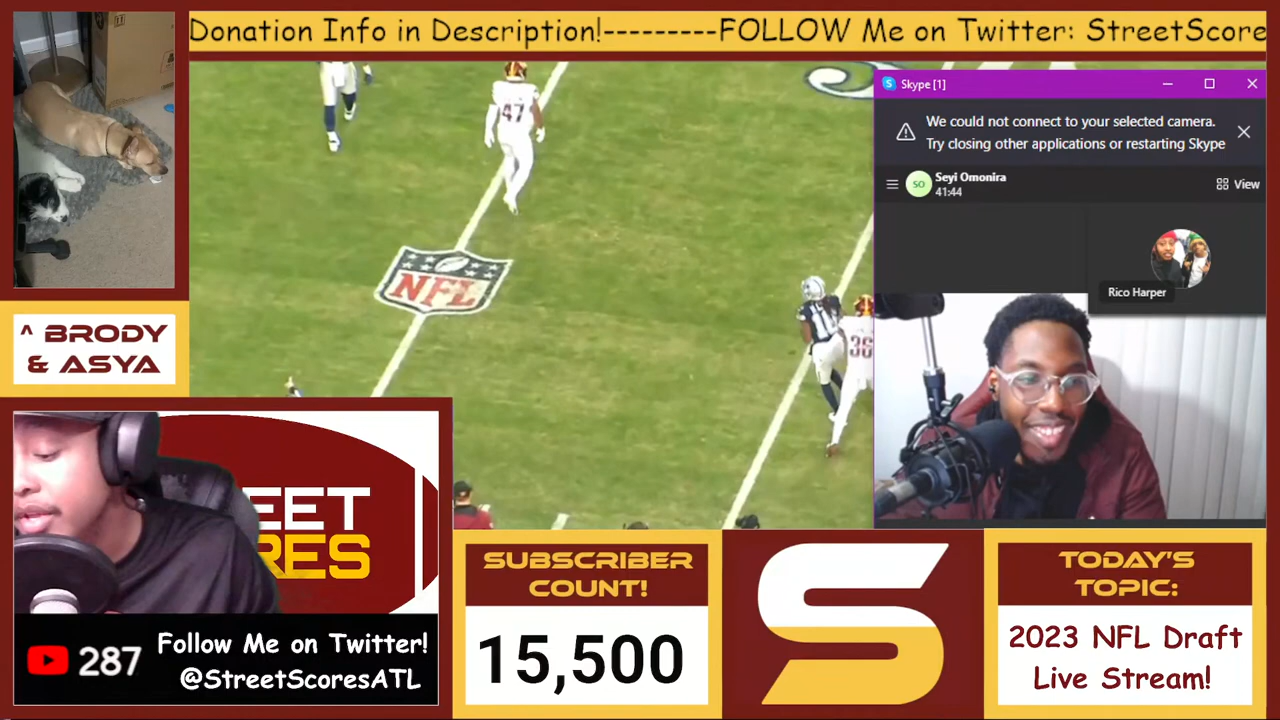 Donation Info in Description!---------FOLLOW Me on Twitter: StreetScore
47
NFL
36
Skype [1]
We could not connect to your selected camera.
Try closing other applications or restarting Skype
SO
Seyi Omonira
41:44
View
Rico Harper
^ BRODY
& ASYA
EET
RES
287
Follow Me on Twitter!
@StreetScoresATL
SUBSCRIBER
COUNT!
15,500
S
TODAY'S
TOPIC:
2023 NFL Draft
Live Stream!